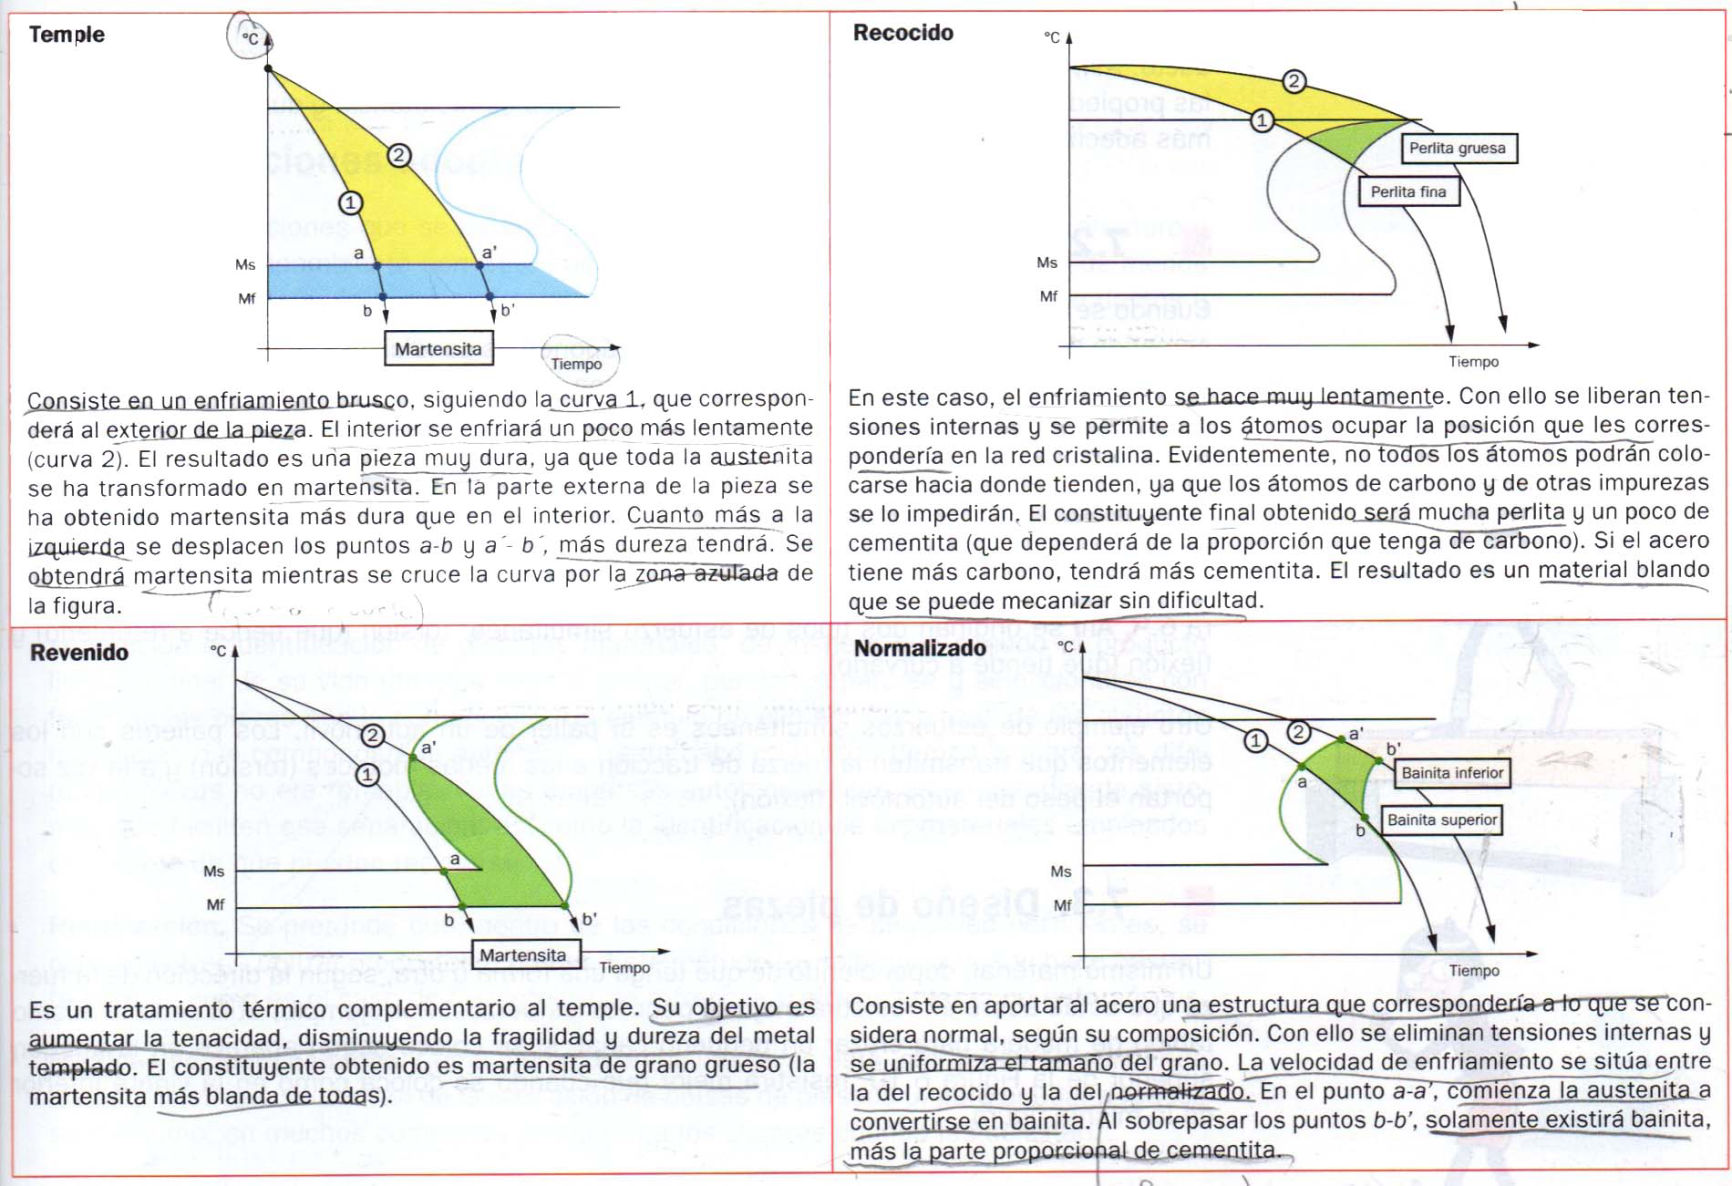 Temple
°C
2
1
a
a'
Ms
Mf
b
b'
Martensita
Tiempo
Consiste en un enfriamiento brusco, siguiendo la curva 1, que correspon-
derá al exterior de la pieza. El interior se enfriará un poco más lentamente
(curva 2). El resultado es una pieza muy dura, ya que toda la austenita
se ha transformado en martensita. En la parte externa de la pieza se
ha obtenido martensita más dura que en el interior. Cuanto más a la
izquierda se desplacen los puntos a-b y a´- b´, más dureza tendrá. Se
obtendrá martensita mientras se cruce la curva por la zona azulada de
la figura.
Recocido
°C
2
1
Perlita gruesa
Perlita fina
Ms
Mf
Tiempo
En este caso, el enfriamiento se hace muy lentamente. Con ello se liberan ten-
siones internas y se permite a los átomos ocupar la posición que les corres-
pondería en la red cristalina. Evidentemente, no todos los átomos podrán colo-
carse hacia donde tienden, ya que los átomos de carbono y de otras impurezas
se lo impedirán. El constituyente final obtenido será mucha perlita y un poco de
cementita (que dependerá de la proporción que tenga de carbono). Si el acero
tiene más carbono, tendrá más cementita. El resultado es un material blando
que se puede mecanizar sin dificultad.
Revenido
°C
2
a'
1
a
Ms
Mf
b
b'
Martensita
Tiempo
Es un tratamiento térmico complementario al temple. Su objetivo es
aumentar la tenacidad, disminuyendo la fragilidad y dureza del metal
templado. El constituyente obtenido es martensita de grano grueso (la
martensita más blanda de todas).
Normalizado
°C
1
2
a'
b'
Bainita inferior
a
Bainita superior
b
Ms
Mf
Tiempo
Consiste en aportar al acero una estructura que correspondería a lo que se con-
sidera normal, según su composición. Con ello se eliminan tensiones internas y
se uniformiza el tamaño del grano. La velocidad de enfriamiento se sitúa entre
la del recocido y la del normalizado. En el punto a-a', comienza la austenita a
convertirse en bainita. Al sobrepasar los puntos b-b', solamente existirá bainita,
más la parte proporcional de cementita.